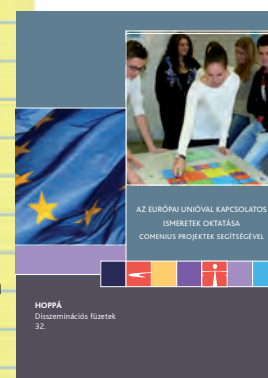 AZ EURÓPAI UNIÓVAL KAPCSOLATOS
ISMERETEK OKTATÁSA
COMENIUS PROJEKTEK SEGÍTSÉGÉVEL
HOPPÁ
Disszeminációs füzetek
32.